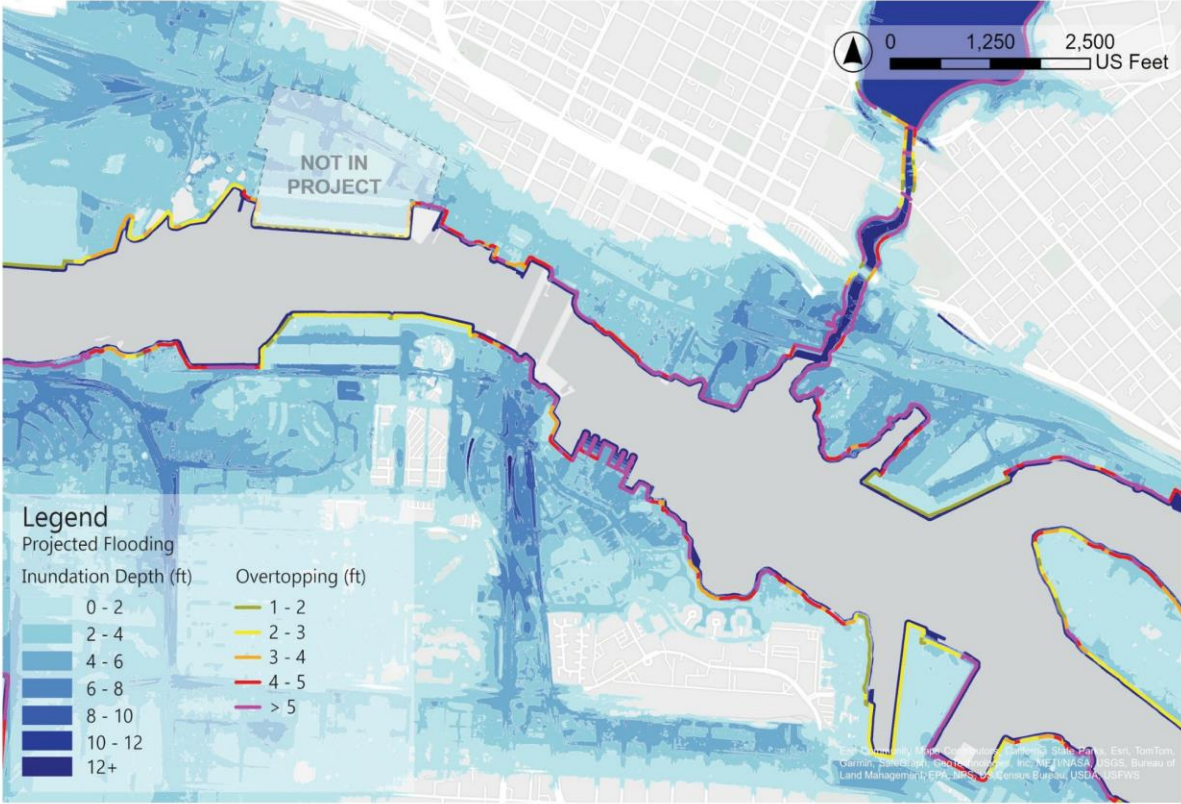 0 1,250 2,500
US Feet
NOT IN
PROJECT
Legend
Projected Flooding
Inundation Depth (ft) Overtopping (ft)
0 - 2 1 - 2
2 - 4 2 - 3
4 - 6 3 - 4
6 - 8 4 - 5
8 - 10 > 5
10 - 12
12+
Esri Community Maps Contributors, California State Parks, Esri, TomTom,
Garmin, SafeGraph, GeoTechnologies, Inc, METI/NASA, USGS, Bureau of
Land Management, EPA, NPS, US Census Bureau, USDA, USFWS